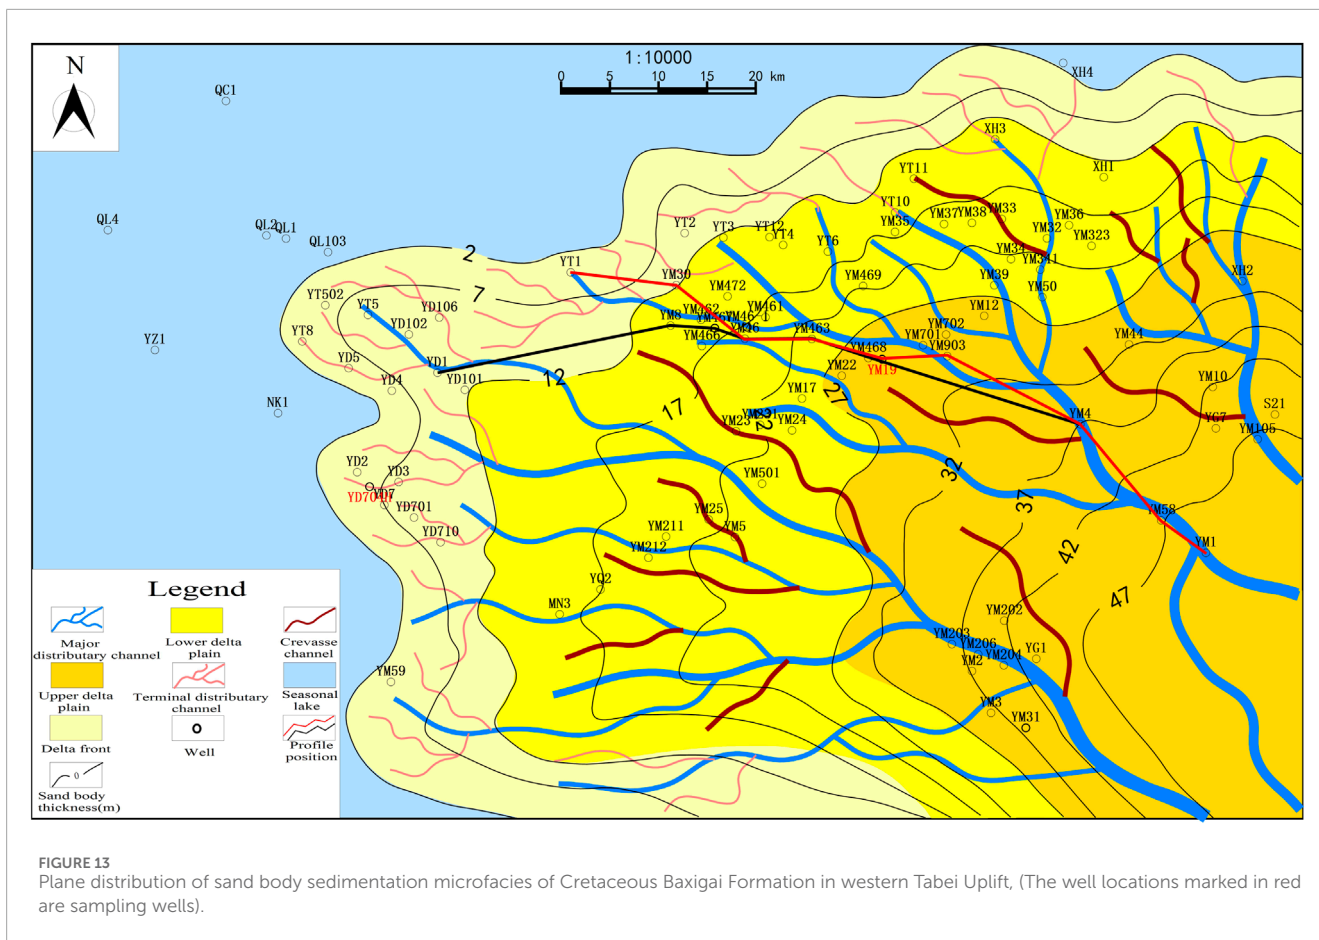 N
1:10000
0 5 10 15 20 km
QC1
XH4
XH3
XH1
YT11
QL4
QL2
QL1
QL103
YT10
YM35
YM37
YM38
YM33
YM36
YM32
YM323
YM34
YM341
YT2
YT3
YT12
YT4
YT6
2
7
YT1
YM30
YM472
YM469
YM39
YM50
XH2
YT502
YT5
YD106
YD102
YT8
YM462
YM8
YM461
YM46
YM466
YM463
YM12
YM702
YM701
YM903
YM468
YM19
YM44
YZ1
YD5
YD1
YD4
YD101
12
YM22
27
YM17
YM10
NK1
17
YM23
YM24
YM4
YG7
S21
YM105
YD2
YD3
YD7
YD701
YD710
YM501
32
37
YM25
YM211
YM5
YM212
YM58
YM1
42
47
YQ2
MN3
YM202
YM203
YM206
YM204
YG1
YM2
YM59
YM3
YM31
Legend
Major distributary channel
Lower delta plain
Crevasse channel
Upper delta plain
Terminal distributary channel
Seasonal lake
Delta front
Well
Profile position
0
Sand body thickness(m)
FIGURE 13
Plane distribution of sand body sedimentation microfacies of Cretaceous Baxigai Formation in western Tabei Uplift, (The well locations marked in red
are sampling wells).